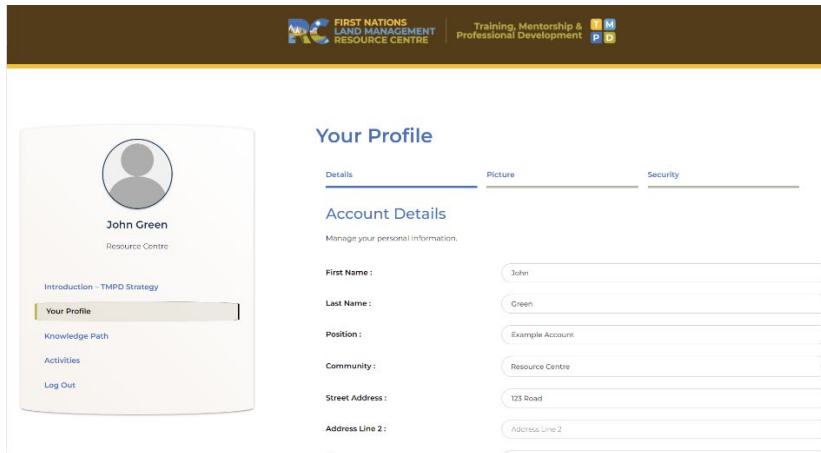 FIRST NATIONS
LAND MANAGEMENT
RESOURCE CENTRE
Training, Mentorship &
Professional Development
T M
P D
John Green
Resource Centre
Introduction – TMPD Strategy
Your Profile
Knowledge Path
Activities
Log Out
Your Profile
Details Picture Security
Account Details
Manage your personal information.
First Name : John
Last Name : Green
Position : Example Account
Community : Resource Centre
Street Address : 123 Road
Address Line 2 : Address Line 2